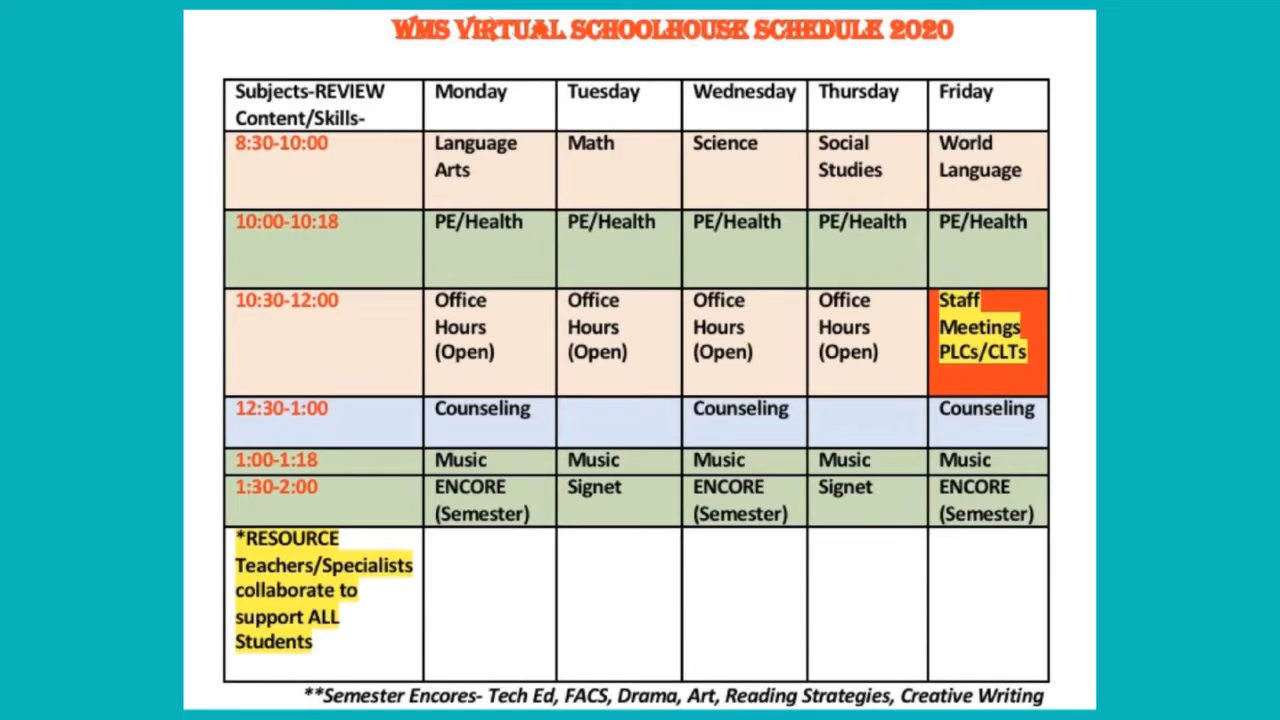 WMS VIRTUAL SCHOOLHOUSE SCHEDULE 2020
Subjects-REVIEW Monday Tuesday Wednesday Thursday Friday
Content/Skills-
8:30-10:00 Language Math Science Social World
Arts Studies Language
10:00-10:18 PE/Health PE/Health PE/Health PE/Health PE/Health
10:30-12:00 Office Office Office Office Staff
Hours Hours Hours Hours Meetings
(Open) (Open) (Open) (Open) PLCs/CLTs
12:30-1:00 Counseling Counseling Counseling
1:00-1:18 Music Music Music Music Music
1:30-2:00 ENCORE Signet ENCORE Signet ENCORE
(Semester) (Semester) (Semester)
*RESOURCE
Teachers/Specialists
collaborate to
support ALL
Students
**Semester Encores- Tech Ed, FACS, Drama, Art, Reading Strategies, Creative Writing